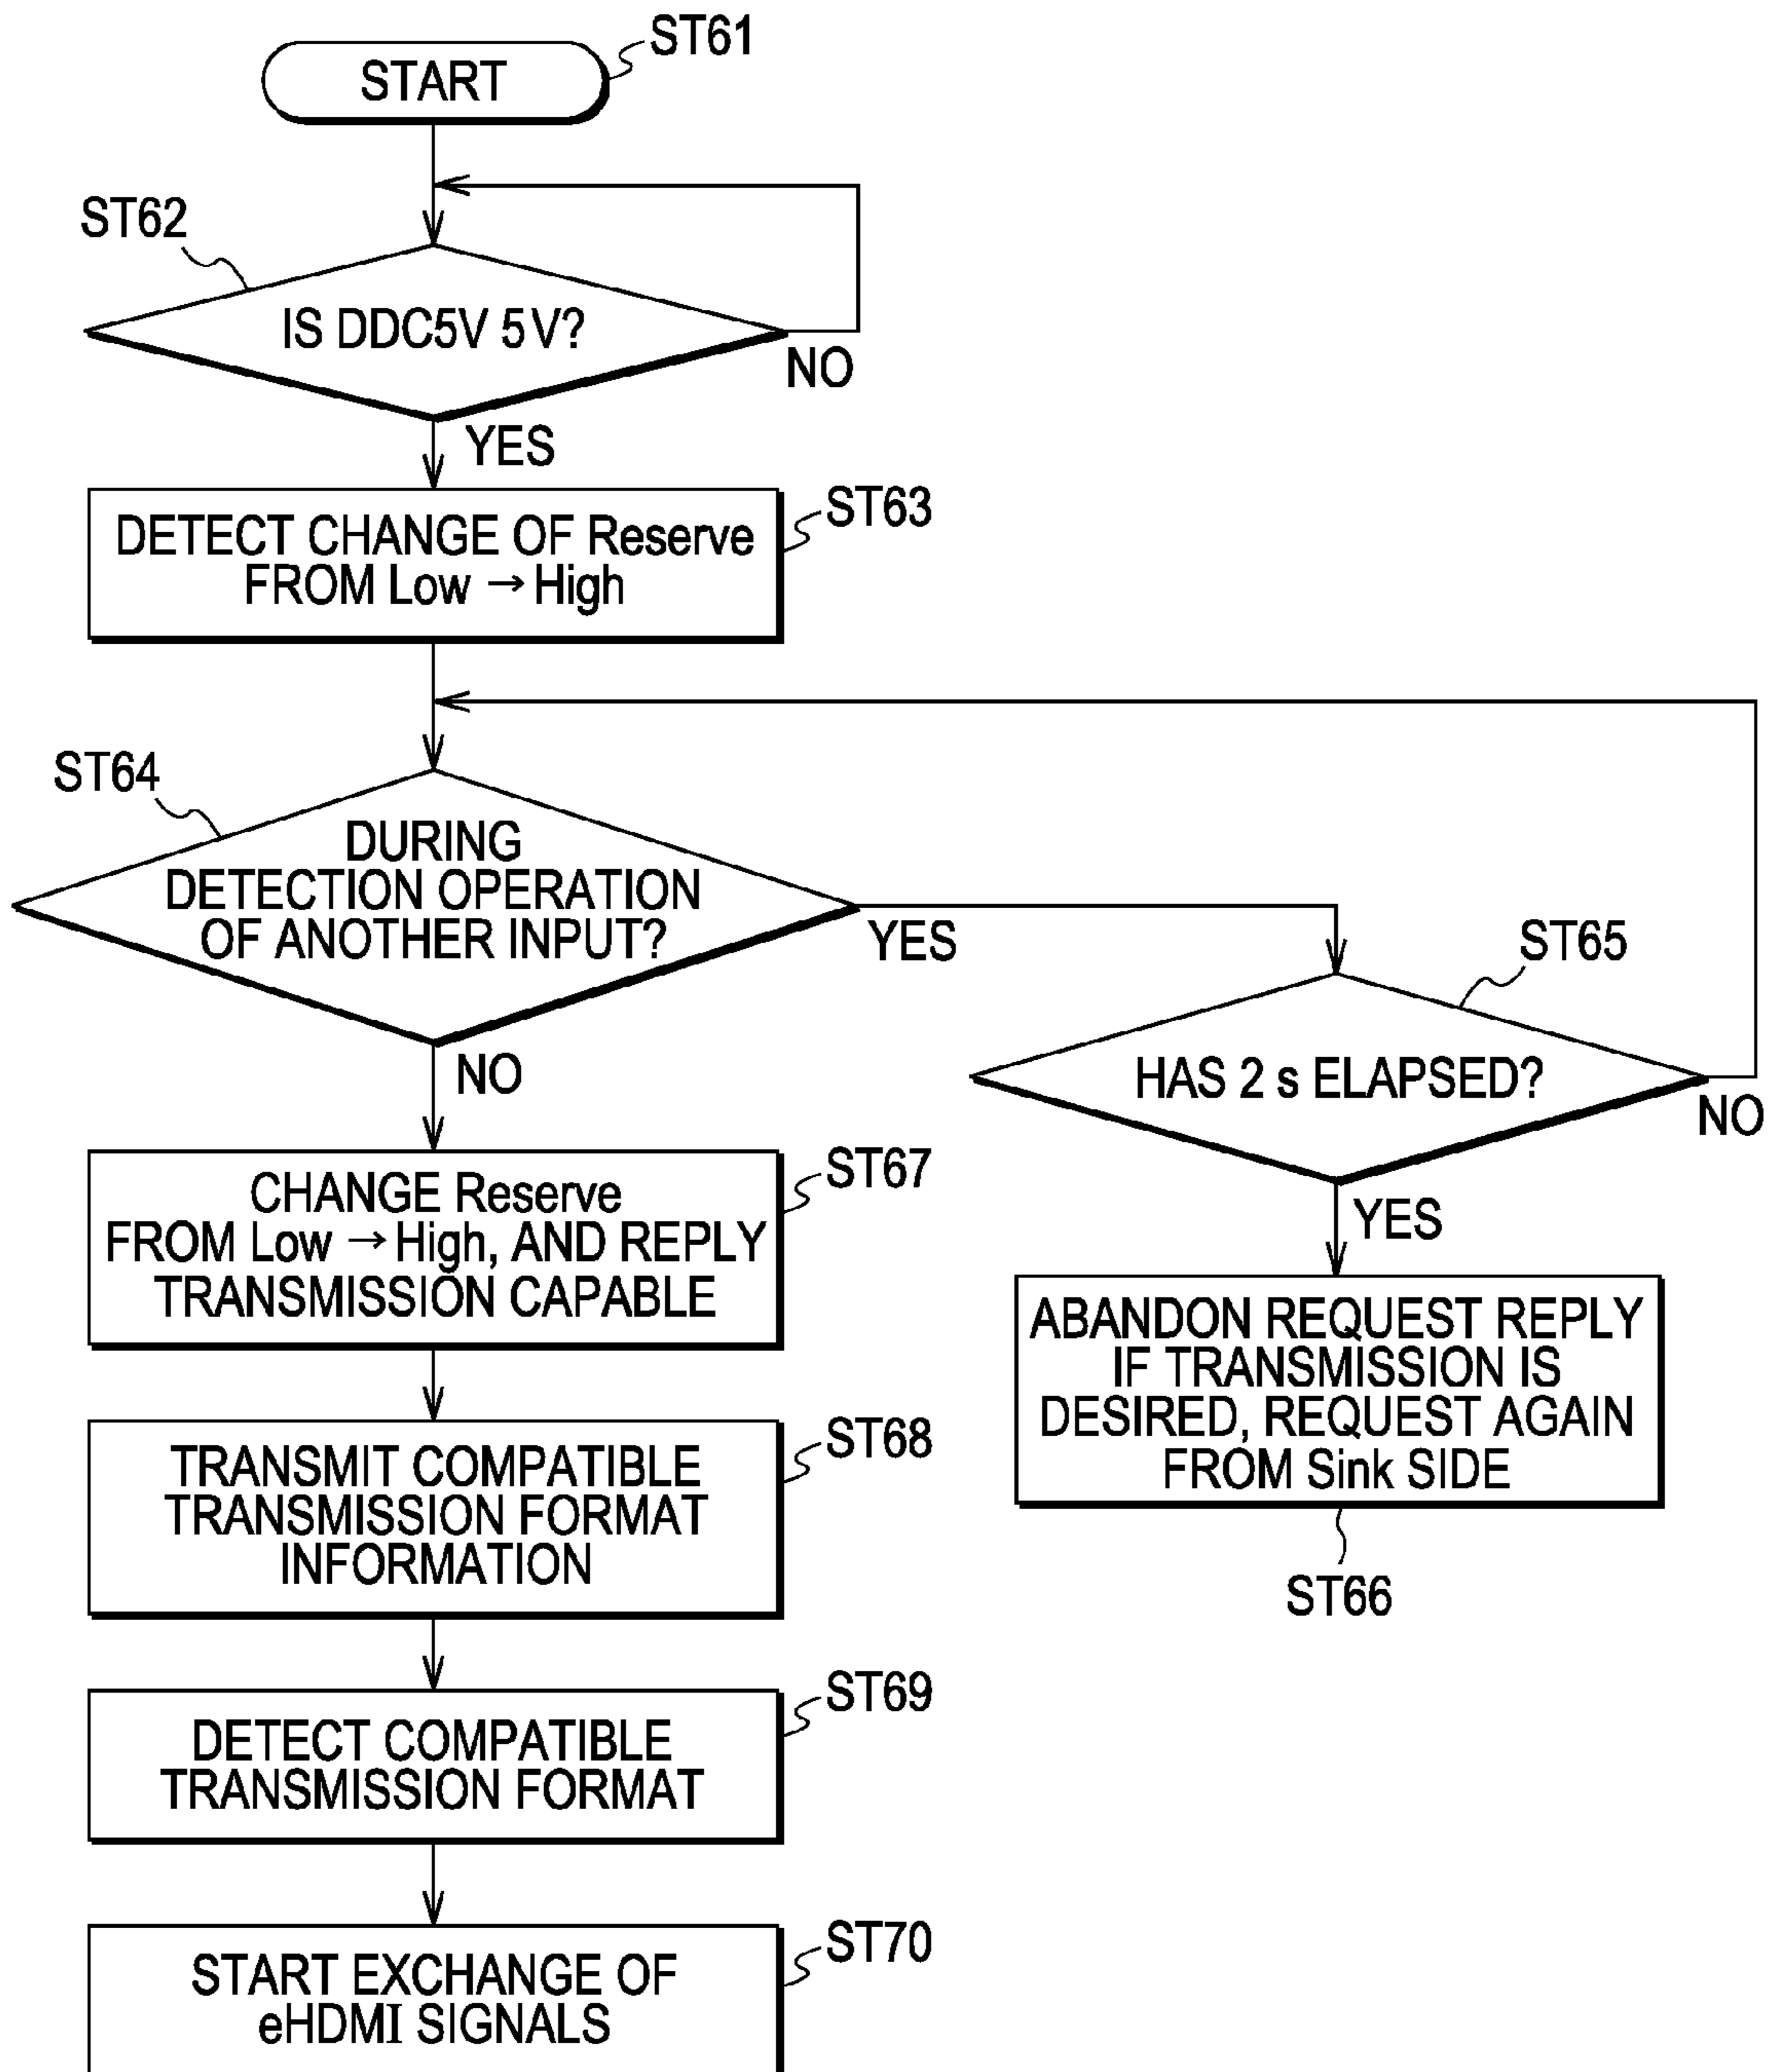 ST61
START
ST62
IS DDC5V 5 V?
NO
YES
ST63
DETECT CHANGE OF Reserve
FROM Low → High
ST64
DURING
DETECTION OPERATION
OF ANOTHER INPUT?
YES
ST65
HAS 2 s ELAPSED?
NO
NO
YES
ST67
CHANGE Reserve
FROM Low → High, AND REPLY
TRANSMISSION CAPABLE
ABANDON REQUEST REPLY
IF TRANSMISSION IS
DESIRED, REQUEST AGAIN
FROM Sink SIDE
ST66
ST68
TRANSMIT COMPATIBLE
TRANSMISSION FORMAT
INFORMATION
ST69
DETECT COMPATIBLE
TRANSMISSION FORMAT
ST70
START EXCHANGE OF
eHDMI SIGNALS